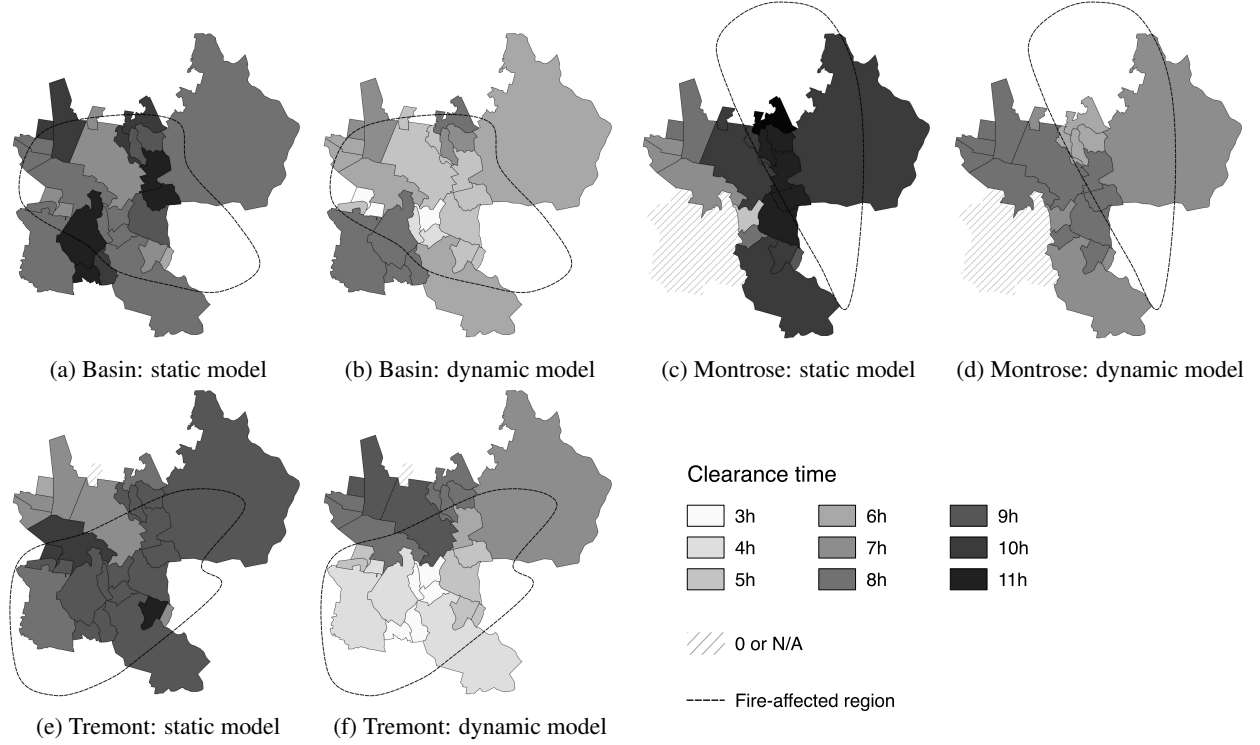 (a) Basin: static model
(b) Basin: dynamic model
(c) Montrose: static model
(d) Montrose: dynamic model
Clearance time
3h
6h
9h
4h
7h
10h
5h
8h
11h
0 or N/A
Fire-affected region
(e) Tremont: static model
(f) Tremont: dynamic model